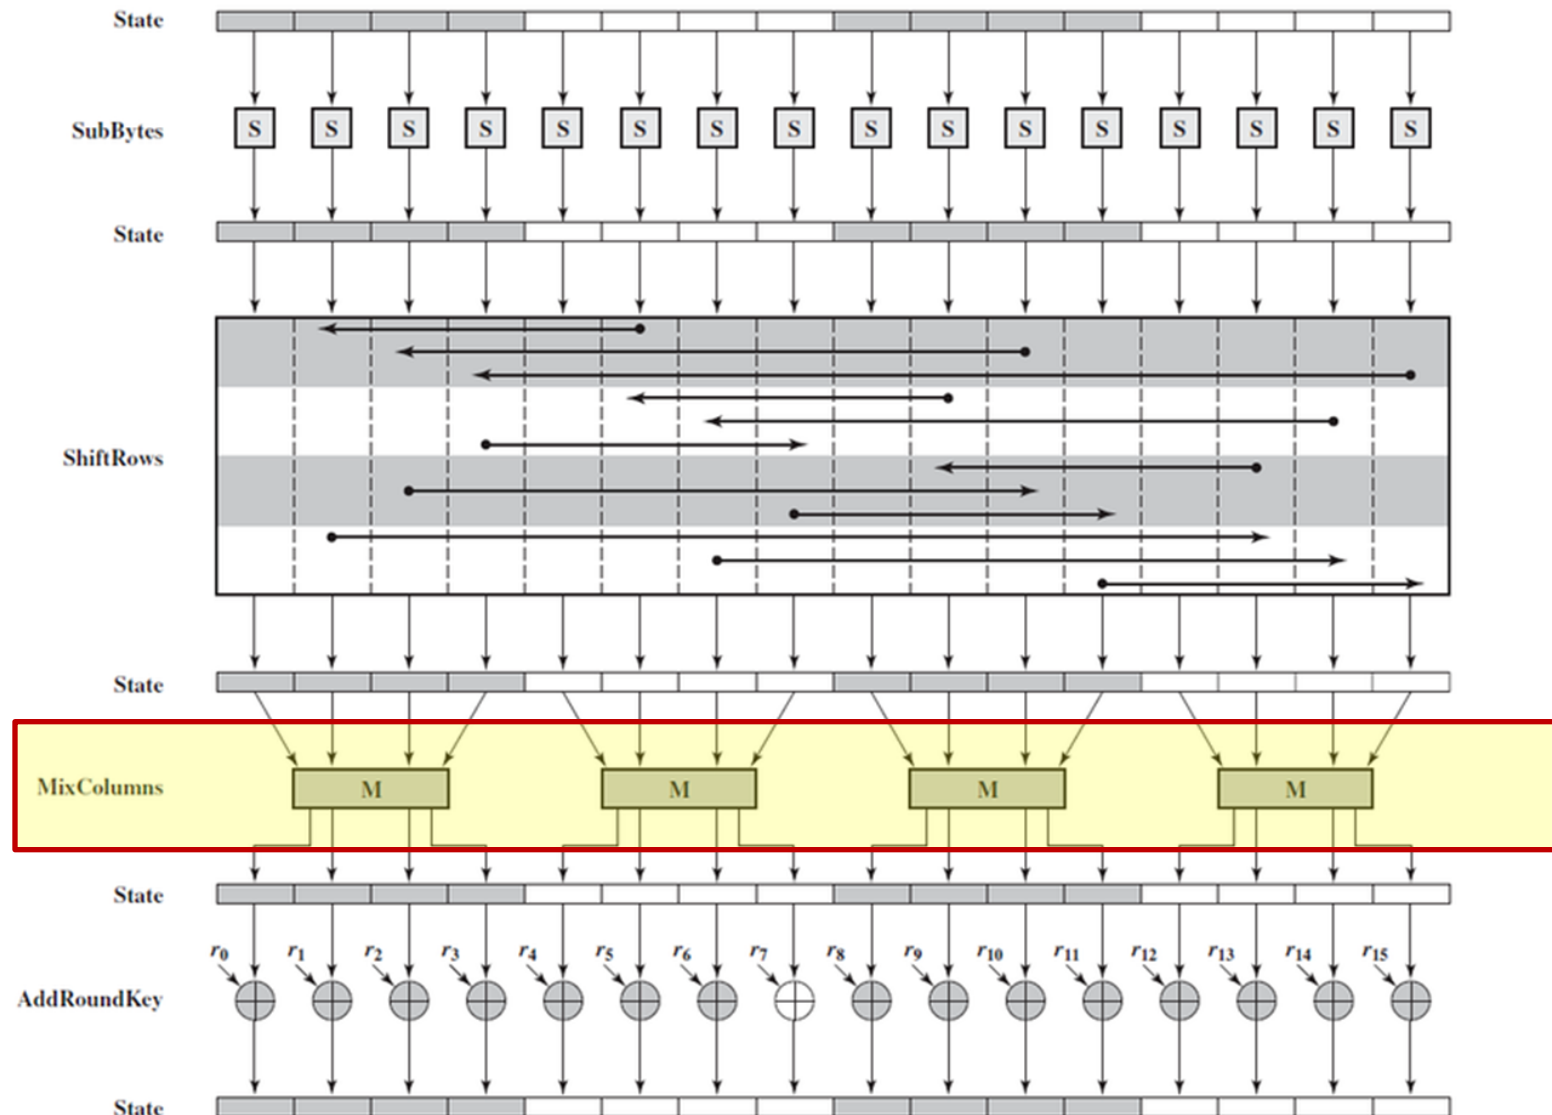 State
SubBytes S S S S S S S S S S S S S S S S
State
ShiftRows
State
MixColumns M M M M
State
r0 r1 r2 r3 r4 r5 r6 r7 r8 r9 r10 r11 r12 r13 r14 r15
AddRoundKey
State